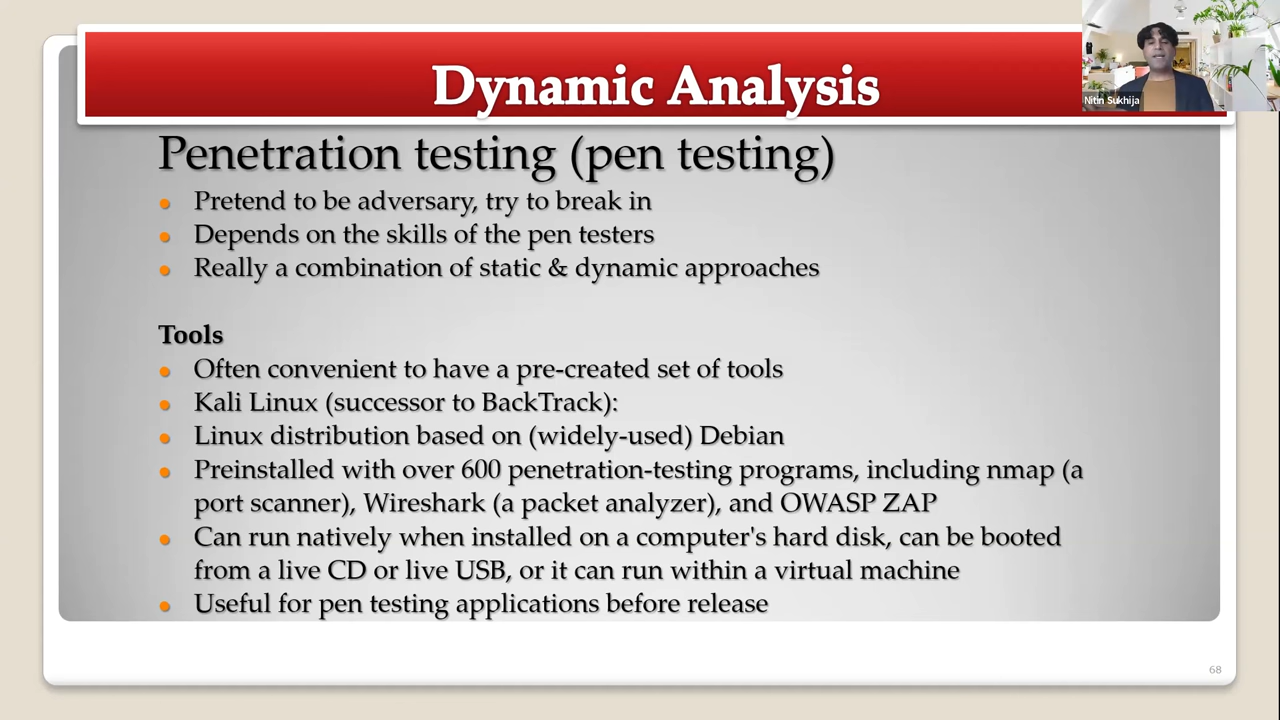 Dynamic Analysis
Nitin Sukhija
Penetration testing (pen testing)
Pretend to be adversary, try to break in
Depends on the skills of the pen testers
Really a combination of static & dynamic approaches
Tools
Often convenient to have a pre-created set of tools
Kali Linux (successor to BackTrack):
Linux distribution based on (widely-used) Debian
Preinstalled with over 600 penetration-testing programs, including nmap (a
port scanner), Wireshark (a packet analyzer), and OWASP ZAP
Can run natively when installed on a computer's hard disk, can be booted
from a live CD or live USB, or it can run within a virtual machine
Useful for pen testing applications before release
68